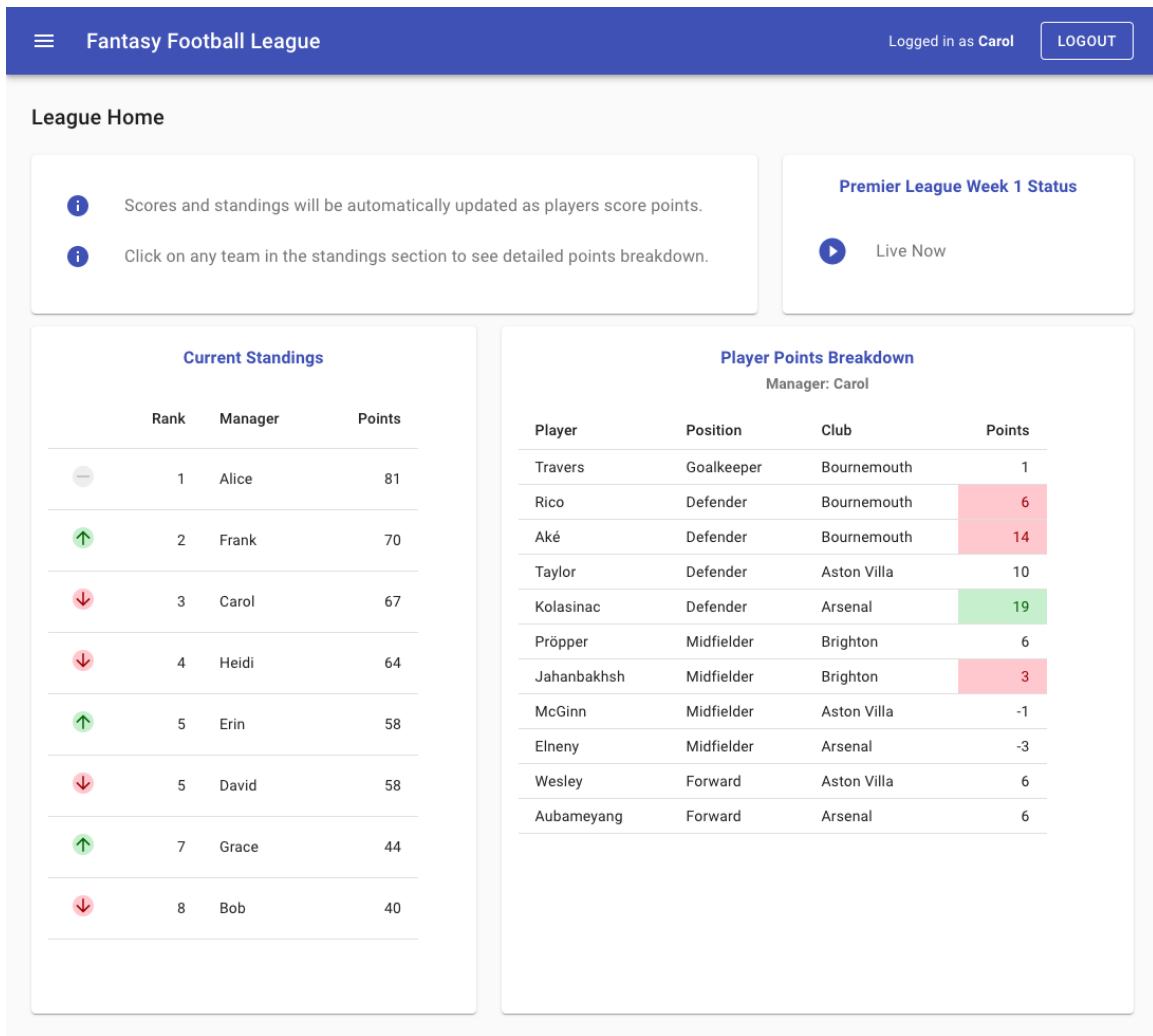 Fantasy Football League
Logged in as Carol
LOGOUT
League Home
Scores and standings will be automatically updated as players score points.
Click on any team in the standings section to see detailed points breakdown.
Premier League Week 1 Status
Live Now
Current Standings
Rank Manager Points
1 Alice 81
2 Frank 70
3 Carol 67
4 Heidi 64
5 Erin 58
5 David 58
7 Grace 44
8 Bob 40
Player Points Breakdown
Manager: Carol
Player Position Club Points
Travers Goalkeeper Bournemouth 1
Rico Defender Bournemouth 6
Aké Defender Bournemouth 14
Taylor Defender Aston Villa 10
Kolasinac Defender Arsenal 19
Pröpper Midfielder Brighton 6
Jahanbakhsh Midfielder Brighton 3
McGinn Midfielder Aston Villa -1
Elneny Midfielder Arsenal -3
Wesley Forward Aston Villa 6
Aubameyang Forward Arsenal 6